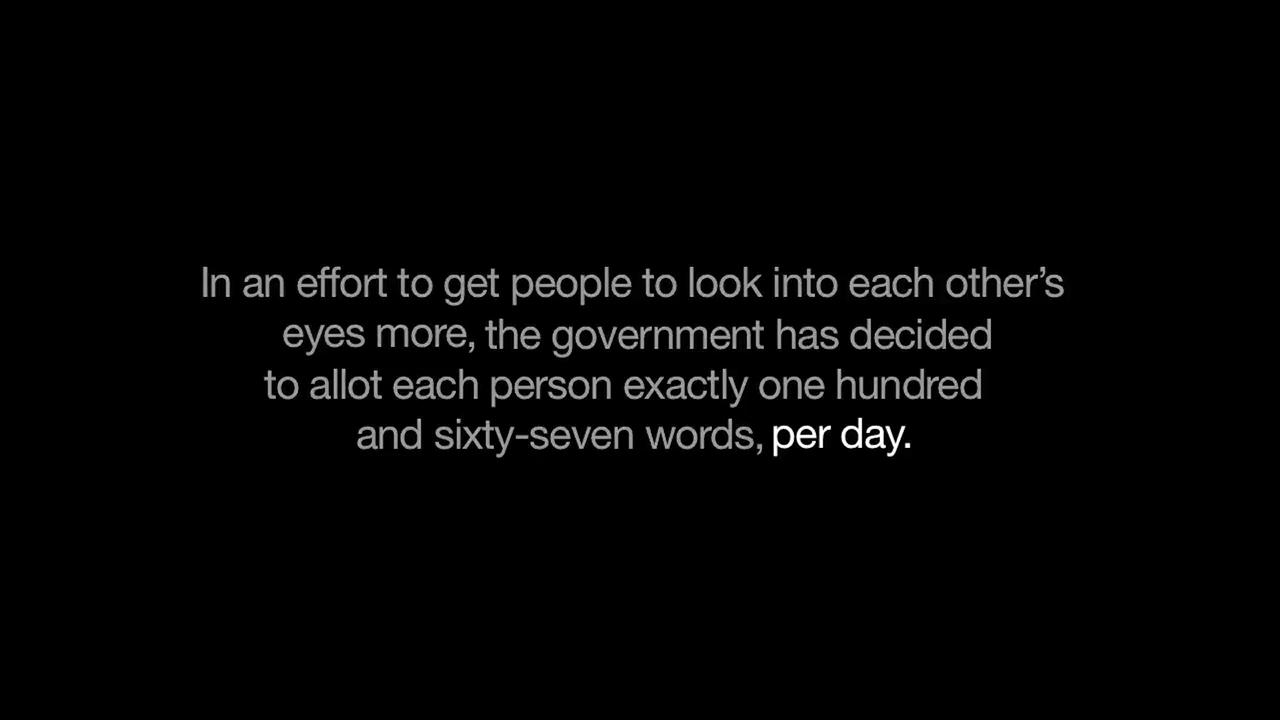 In an effort to get people to look into each other’s
eyes more, the government has decided
to allot each person exactly one hundred
and sixty-seven words, per day.